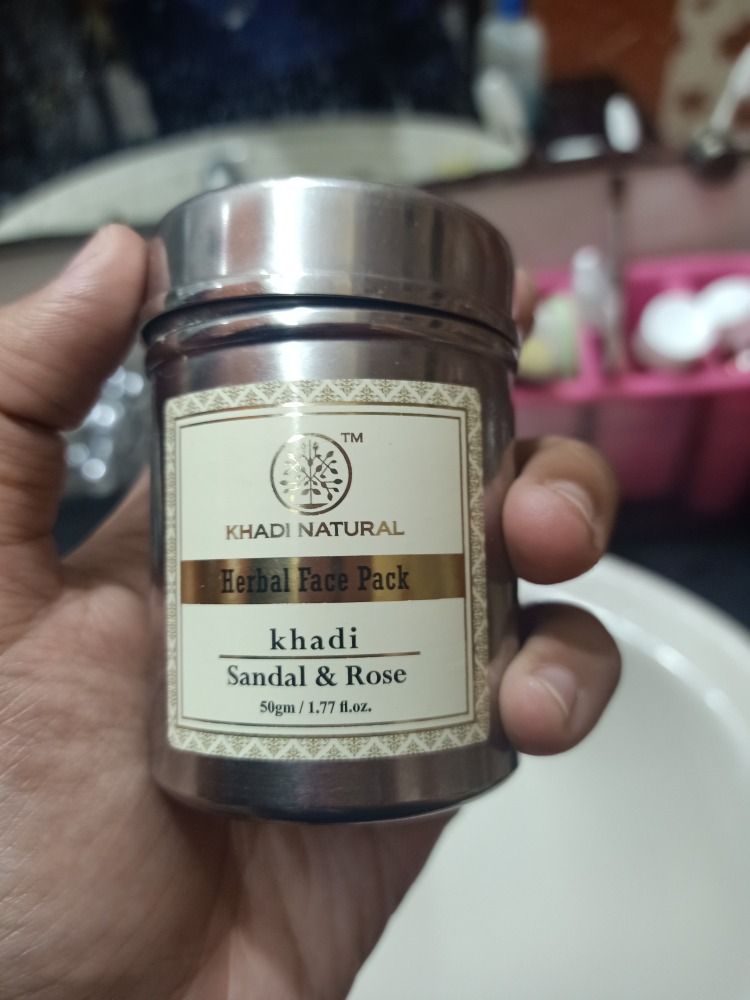 TM
KHADI NATURAL
Herbal Face Pack
khadi
Sandal & Rose
50gm / 1.77 fl.oz.